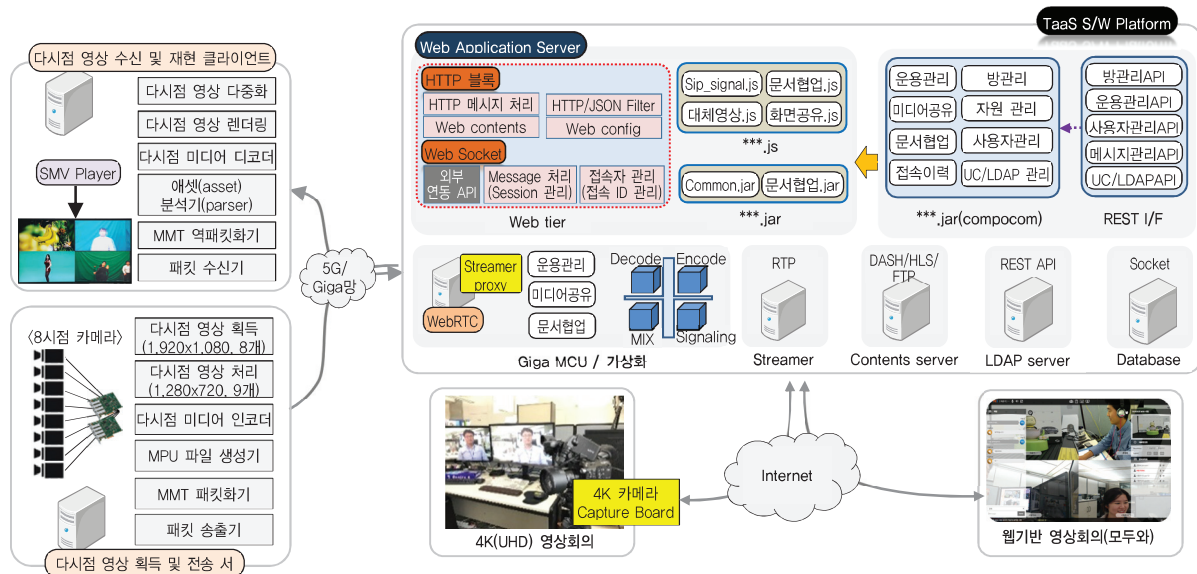 다시점 영상 수신 및 재현 클라이언트
다시점 영상 다중화
다시점 영상 렌더링
다시점 미디어 디코더
SMV Player
애셋(asset)
분석기(parser)
MMT 역패킷화기
패킷 수신기
〈8시점 카메라〉
다시점 영상 획득
(1,920x1,080, 8개)
다시점 영상 처리
(1,280x720, 9개)
다시점 미디어 인코더
MPU 파일 생성기
MMT 패킷화기
패킷 송출기
다시점 영상 획득 및 전송 서
5G/
Giga망
TaaS S/W Platform
Web Application Server
HTTP 블록
HTTP 메시지 처리
HTTP/JSON Filter
Web contents
Web config
Web Socket
외부
연동 API
Message 처리
(Session 관리)
접속자 관리
(접속 ID 관리)
Web tier
Sip_signal.js
문서협업.js
대체영상.js
화면공유.js
***.js
Common.jar
문서협업.jar
***.jar
운용관리
방관리
미디어공유
자원 관리
문서협업
사용자관리
접속이력
UC/LDAP 관리
***.jar(compocom)
방관리API
운용관리API
사용자관리API
메시지관리API
UC/LDAPAPI
REST I/F
Streamer
proxy
WebRTC
운용관리
미디어공유
문서협업
Decode
Encode
MIX
Signaling
Giga MCU / 가상화
RTP
Streamer
DASH/HLS/
FTP
Contents server
REST API
LDAP server
Socket
Database
4K 카메라
Capture Board
4K(UHD) 영상회의
Internet
웹기반 영상회의(모두와)